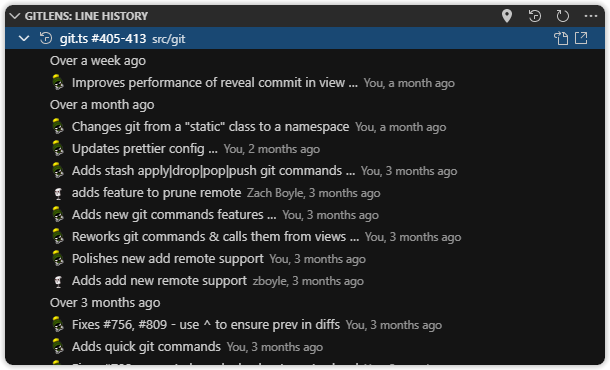 GITLENS: LINE HISTORY
git.ts #405-413 src/git
Over a week ago
Improves performance of reveal commit in view ... You, a month ago
Over a month ago
Changes git from a "static" class to a namespace You, a month ago
Updates prettier config ... You, 2 months ago
Adds stash apply|drop|pop|push git commands ... You, 3 months ago
adds feature to prune remote Zach Boyle, 3 months ago
Adds new git commands features ... You, 3 months ago
Reworks git commands & calls them from views ... You, 3 months ago
Polishes new add remote support You, 3 months ago
Adds add new remote support zboyle, 3 months ago
Over 3 months ago
Fixes #756, #809 - use ^ to ensure prev in diffs You, 3 months ago
Adds quick git commands You, 3 months ago